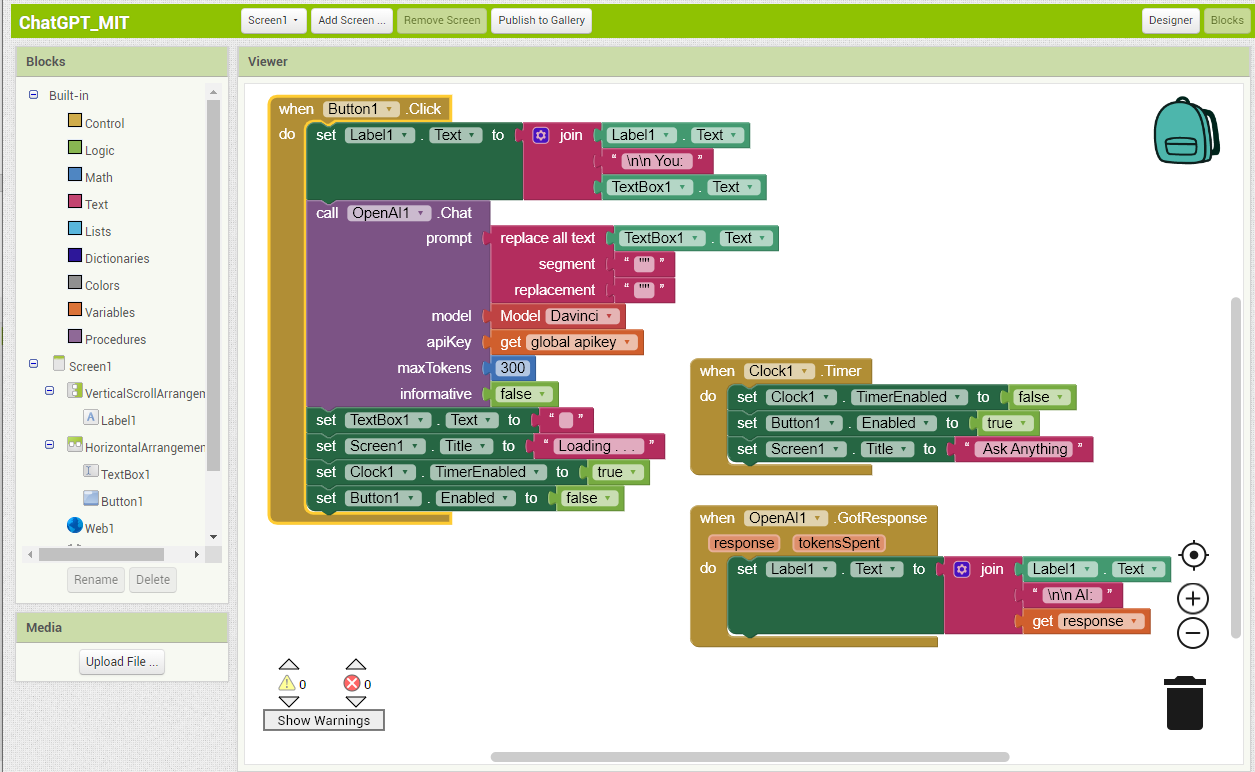 ChatGPT_MIT
Screen1
Add Screen ...
Remove Screen
Publish to Gallery
Designer
Blocks
Blocks
Built-in
Control
Logic
Math
Text
Lists
Dictionaries
Colors
Variables
Procedures
Screen1
VerticalScrollArrangen
Label1
HorizontalArrangemer
TextBox1
Button1
Web1
Rename
Delete
Media
Upload File ...
Viewer
when Button1 .Click
do set Label1 . Text to join Label1 . Text
“ \n\n You: ”
TextBox1 . Text
call OpenAI1 .Chat
prompt replace all text TextBox1 . Text
segment “ "" ”
replacement “ "" ”
model Model Davinci
apiKey get global apikey
maxTokens 300
informative false
set TextBox1 . Text to “ ”
set Screen1 . Title to “ Loading . . . ”
set Clock1 . TimerEnabled to true
set Button1 . Enabled to false
when Clock1 .Timer
do set Clock1 . TimerEnabled to false
set Button1 . Enabled to true
set Screen1 . Title to “ Ask Anything ”
when OpenAI1 .GotResponse
response tokensSpent
do set Label1 . Text to join Label1 . Text
“ \n\n AI: ”
get response
0 0
Show Warnings